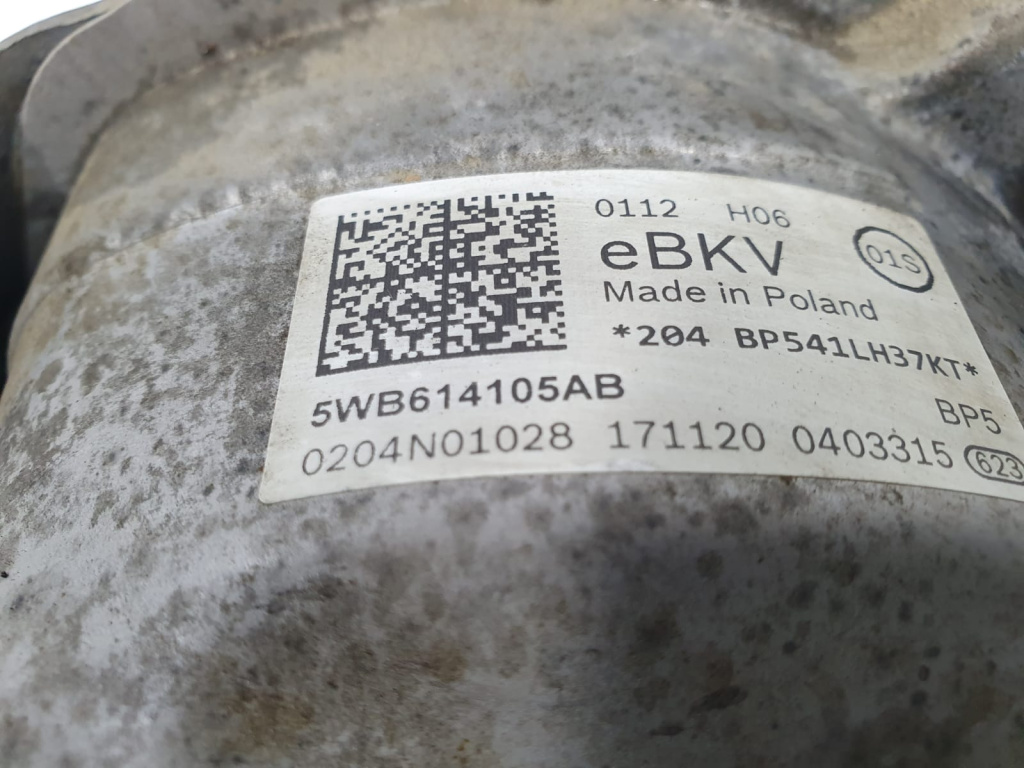 0112 H06
eBKV
01S
Made in Poland
*204 BP541LH37KT*
5WB614105AB
BP5
0204N01028 171120 0403315 623